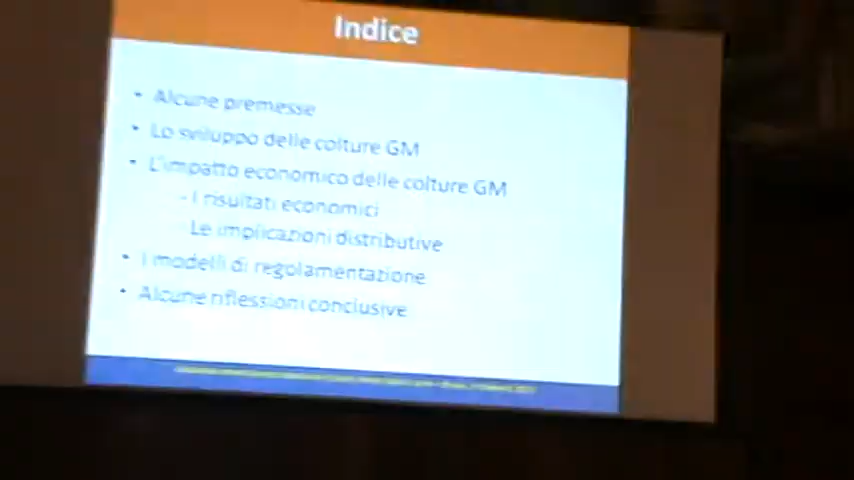 Indice
• Alcune premesse
• Lo sviluppo delle colture GM
• L'impatto economico delle colture GM
- I risultati economici
- Le implicazioni distributive
• I modelli di regolamentazione
• Alcune riflessioni conclusive